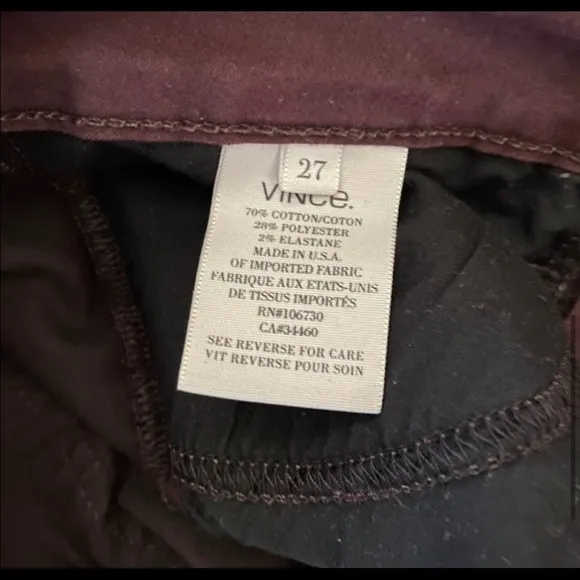 27
VINCE.
70% COTTON/COTON
28% POLYESTER
2% ELASTANE
MADE IN U.S.A.
OF IMPORTED FABRIC
FABRIQUE AUX ETATS-UNIS
DE TISSUS IMPORTÉS
RN#106730
CA#34460
SEE REVERSE FOR CARE
VIT REVERSE POUR SOIN